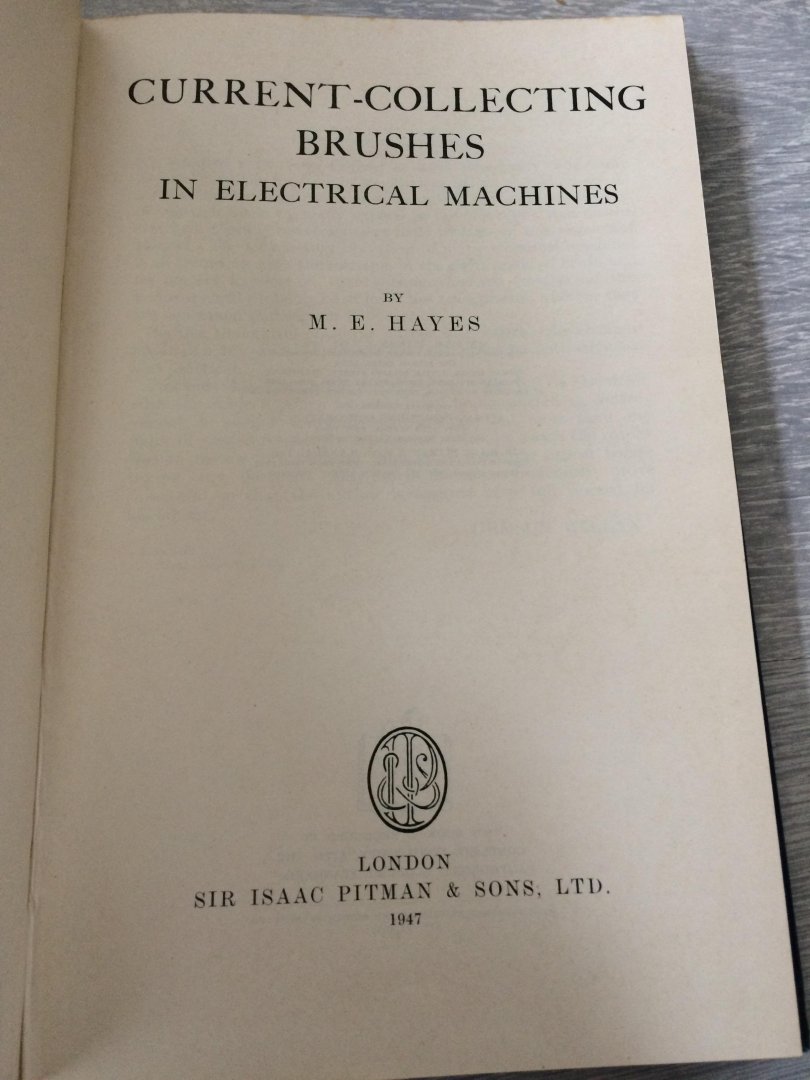 CURRENT-COLLECTING
BRUSHES
IN ELECTRICAL MACHINES
BY
M. E. HAYES
LONDON
SIR ISAAC PITMAN & SONS, LTD.
1947